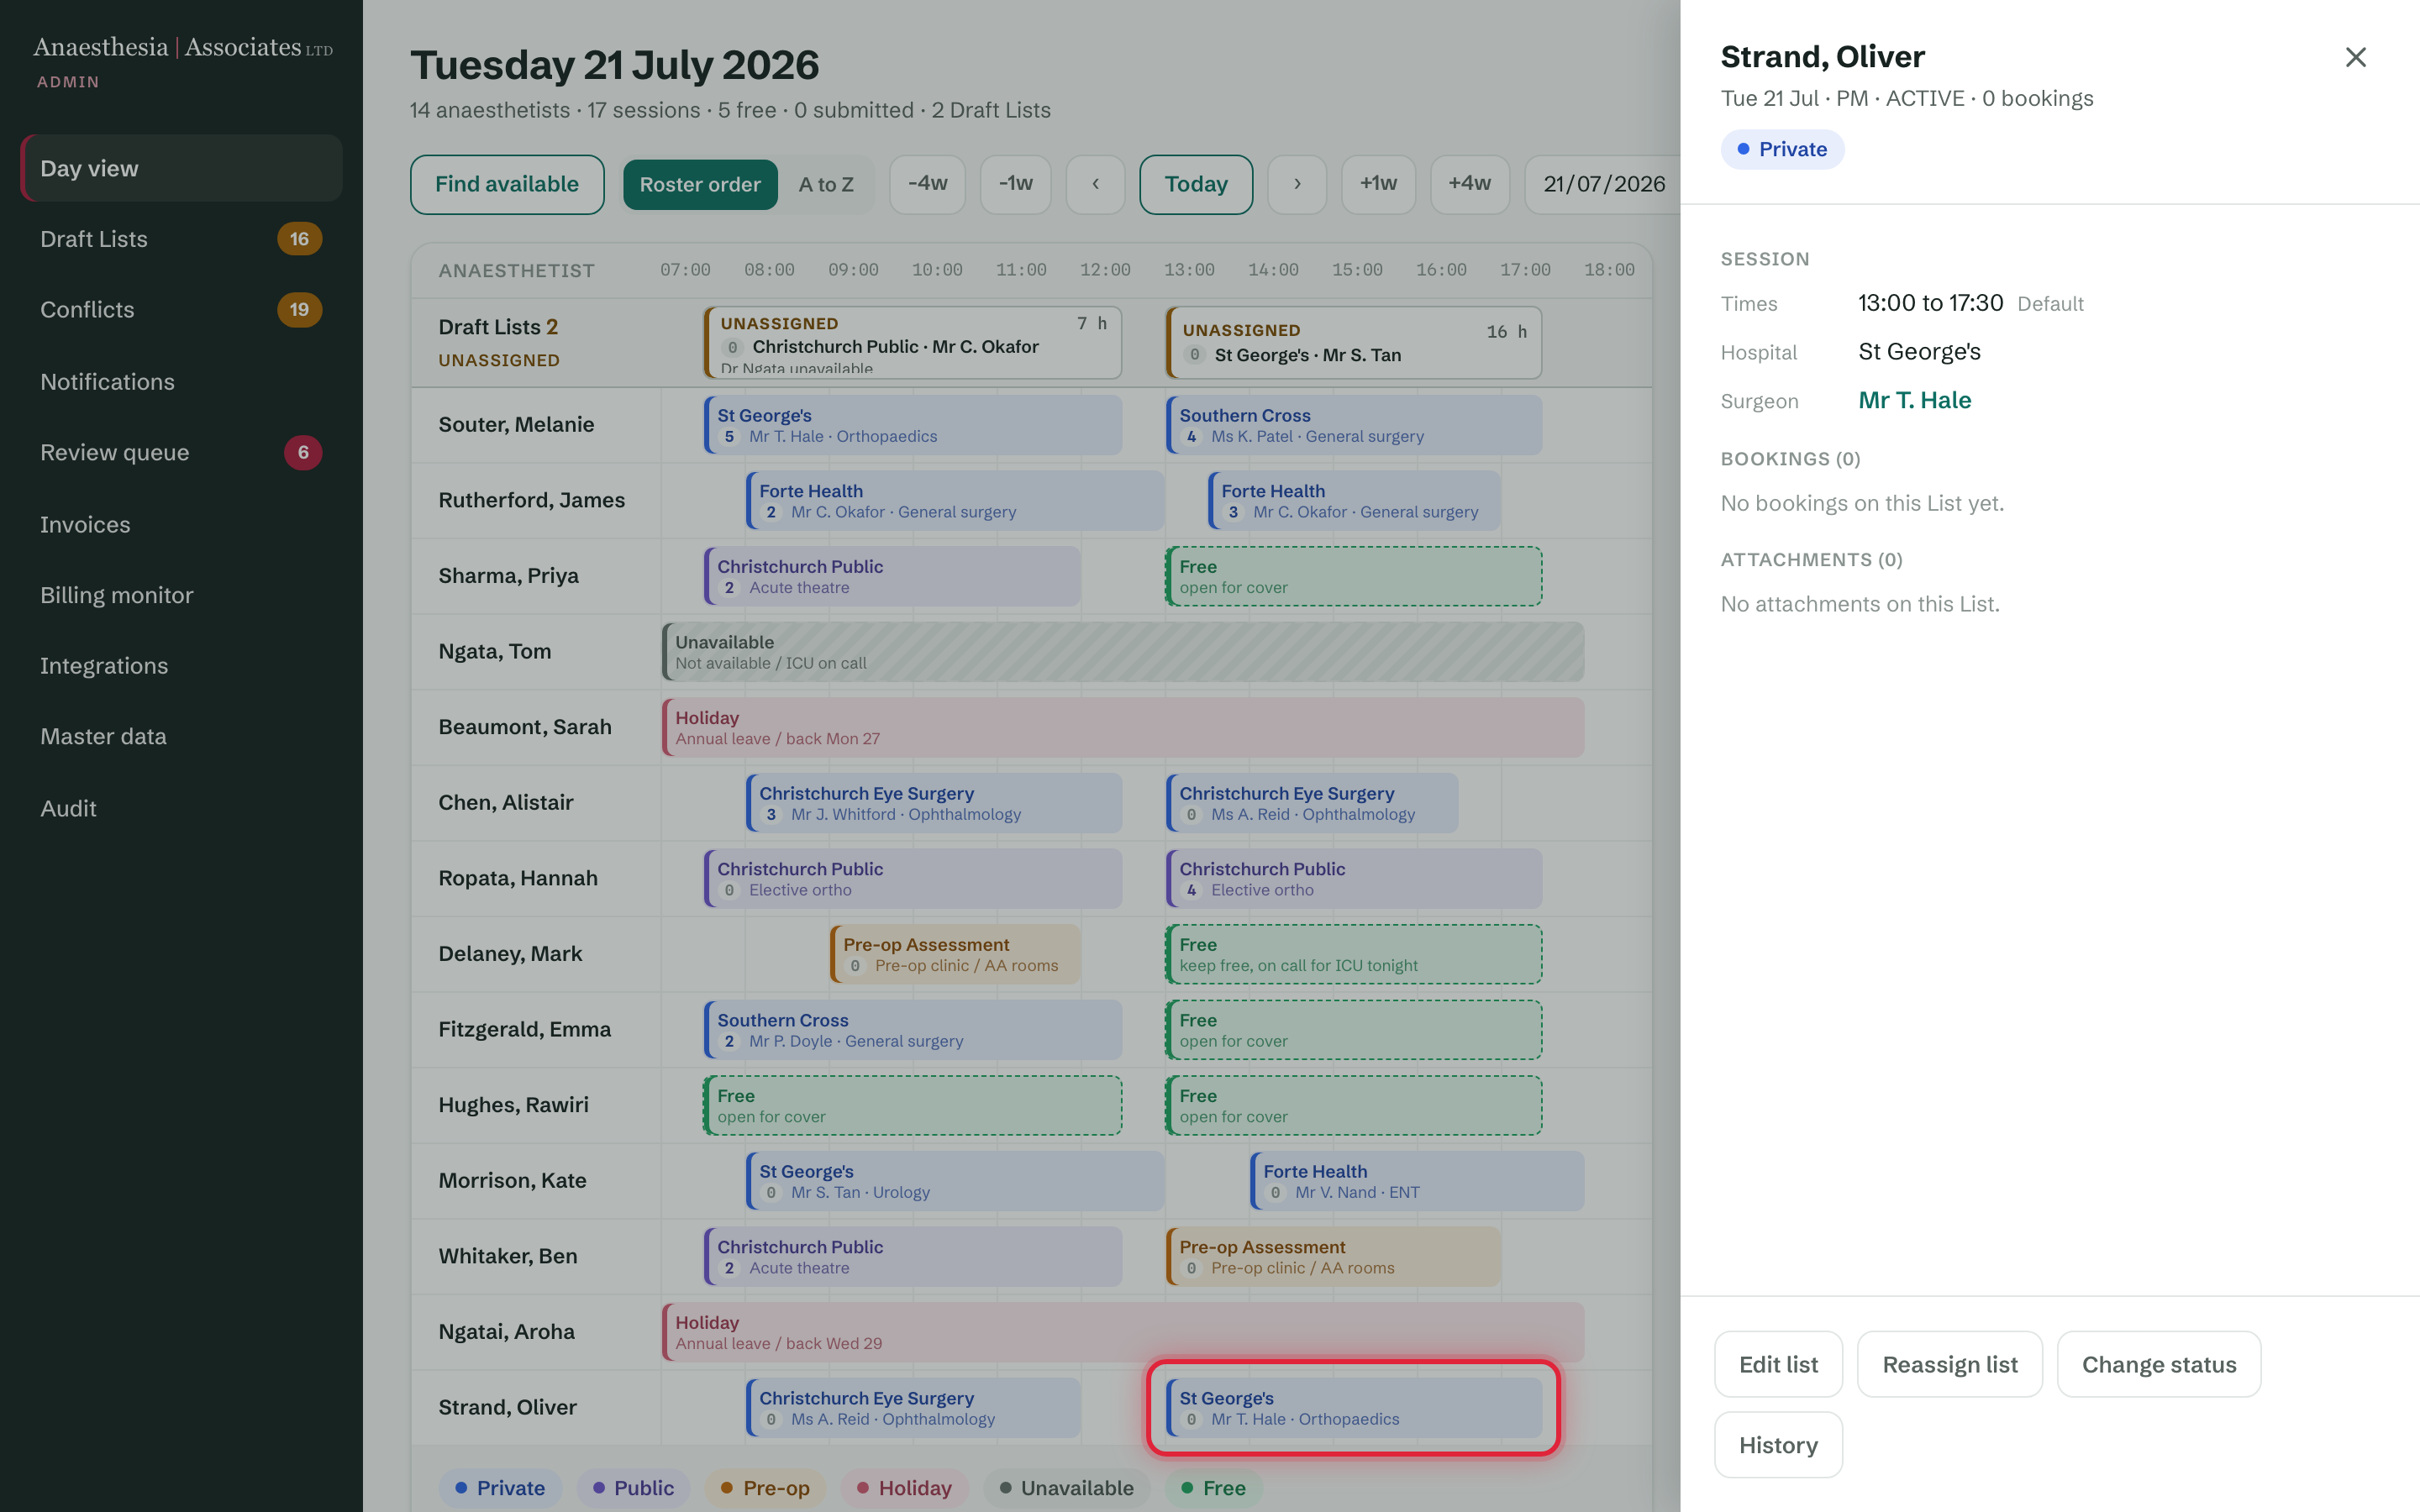 Anaesthesia | Associates LTD
ADMIN
Day view
Draft Lists 16
Conflicts 19
Notifications
Review queue 6
Invoices
Billing monitor
Integrations
Master data
Audit
Tuesday 21 July 2026
14 anaesthetists · 17 sessions · 5 free · 0 submitted · 2 Draft Lists
Find available Roster order A to Z -4w -1w ‹ Today › +1w +4w 21/07/2026
ANAESTHETIST 07:00 08:00 09:00 10:00 11:00 12:00 13:00 14:00 15:00 16:00 17:00 18:00
Draft Lists 2
UNASSIGNED
UNASSIGNED 7 h
0 Christchurch Public · Mr C. Okafor
Dr Ngata unavailable
UNASSIGNED 16 h
0 St George's · Mr S. Tan
Souter, Melanie
St George's
5 Mr T. Hale · Orthopaedics
Southern Cross
4 Ms K. Patel · General surgery
Rutherford, James
Forte Health
2 Mr C. Okafor · General surgery
Forte Health
3 Mr C. Okafor · General surgery
Sharma, Priya
Christchurch Public
2 Acute theatre
Free
open for cover
Ngata, Tom
Unavailable
Not available / ICU on call
Beaumont, Sarah
Holiday
Annual leave / back Mon 27
Chen, Alistair
Christchurch Eye Surgery
3 Mr J. Whitford · Ophthalmology
Christchurch Eye Surgery
0 Ms A. Reid · Ophthalmology
Ropata, Hannah
Christchurch Public
0 Elective ortho
Christchurch Public
4 Elective ortho
Delaney, Mark
Pre-op Assessment
0 Pre-op clinic / AA rooms
Free
keep free, on call for ICU tonight
Fitzgerald, Emma
Southern Cross
2 Mr P. Doyle · General surgery
Free
open for cover
Hughes, Rawiri
Free
open for cover
Free
open for cover
Morrison, Kate
St George's
0 Mr S. Tan · Urology
Forte Health
0 Mr V. Nand · ENT
Whitaker, Ben
Christchurch Public
2 Acute theatre
Pre-op Assessment
0 Pre-op clinic / AA rooms
Ngatai, Aroha
Holiday
Annual leave / back Wed 29
Strand, Oliver
Christchurch Eye Surgery
0 Ms A. Reid · Ophthalmology
St George's
0 Mr T. Hale · Orthopaedics
Private Public Pre-op Holiday Unavailable Free
Strand, Oliver
Tue 21 Jul · PM · ACTIVE · 0 bookings
Private
SESSION
Times 13:00 to 17:30 Default
Hospital St George's
Surgeon Mr T. Hale
BOOKINGS (0)
No bookings on this List yet.
ATTACHMENTS (0)
No attachments on this List.
Edit list Reassign list Change status
History